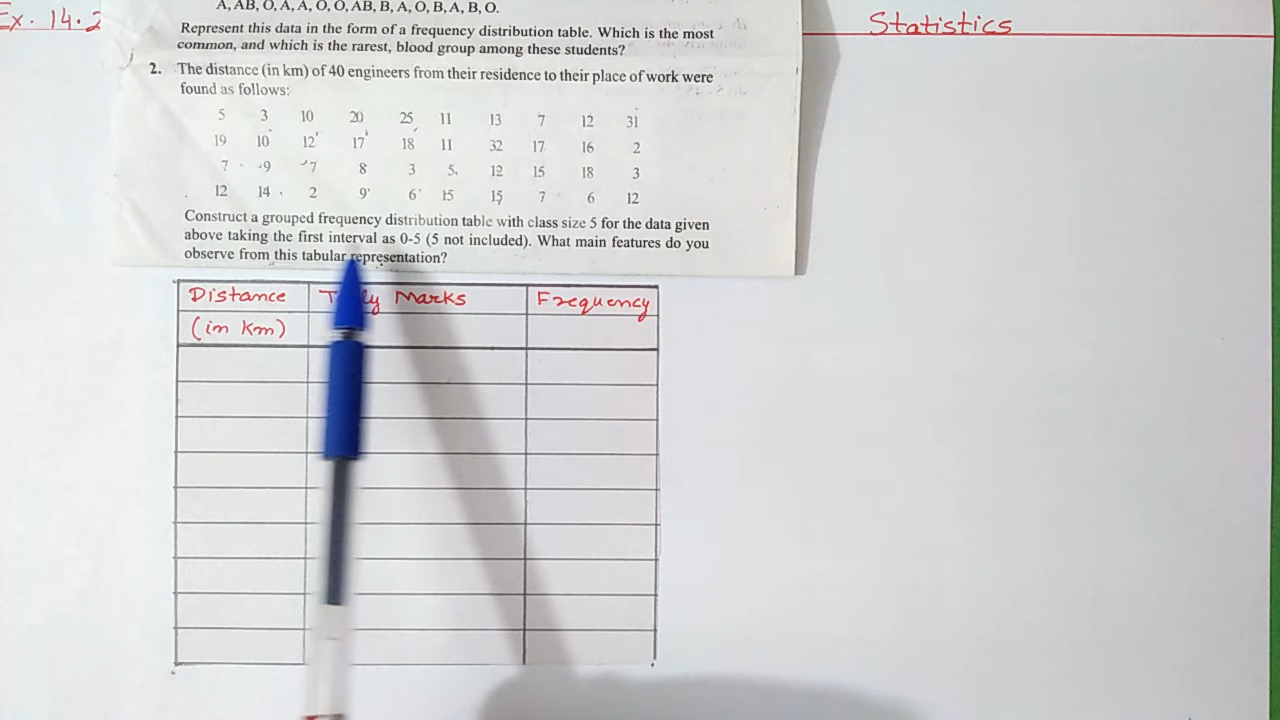 Ex. 14.2
Statistics
A, AB, O, A, A, O, O, AB, B, A, O, B, A, B, O.
Represent this data in the form of a frequency distribution table. Which is the most
common, and which is the rarest, blood group among these students?
2. The distance (in km) of 40 engineers from their residence to their place of work were
found as follows:
5 3 10 20 25 11 13 7 12 31
19 10 12 17 18 11 32 17 16 2
7 9 7 8 3 5 12 15 18 3
12 14 2 9 6 15 15 7 6 12
Construct a grouped frequency distribution table with class size 5 for the data given
above taking the first interval as 0-5 (5 not included). What main features do you
observe from this tabular representation?
Distance Marks Frequency
(in Km)